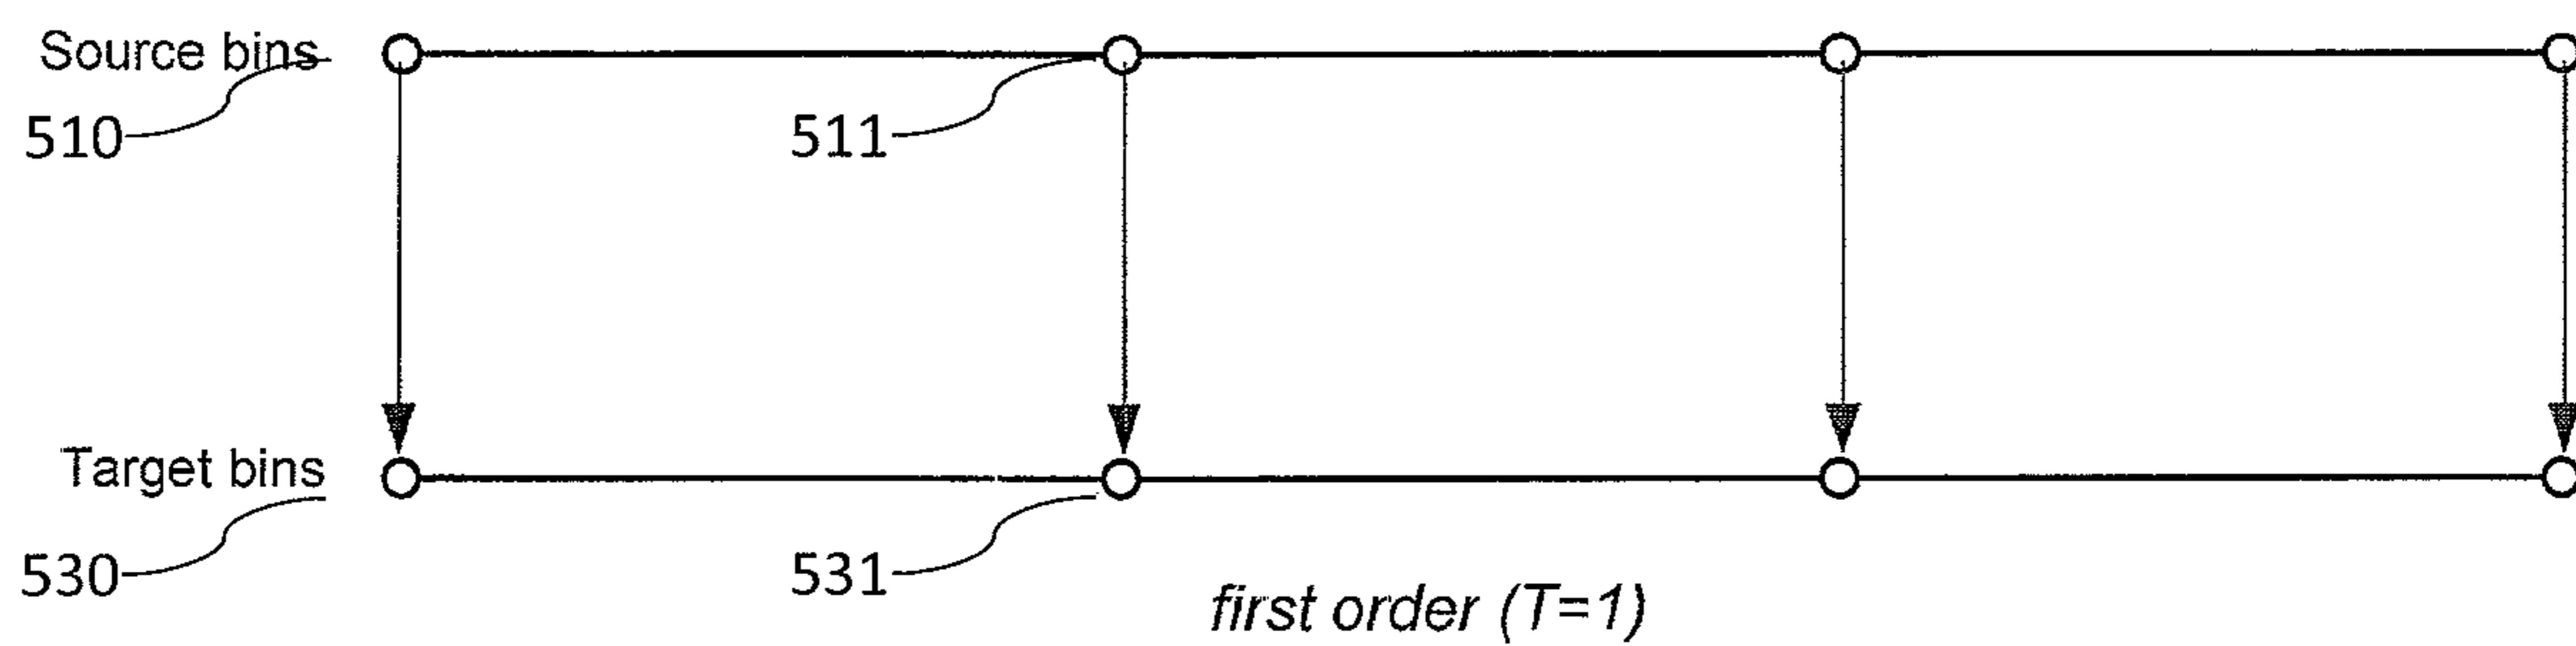 Source bins
510
511
Target bins
530
531
first order (T=1)